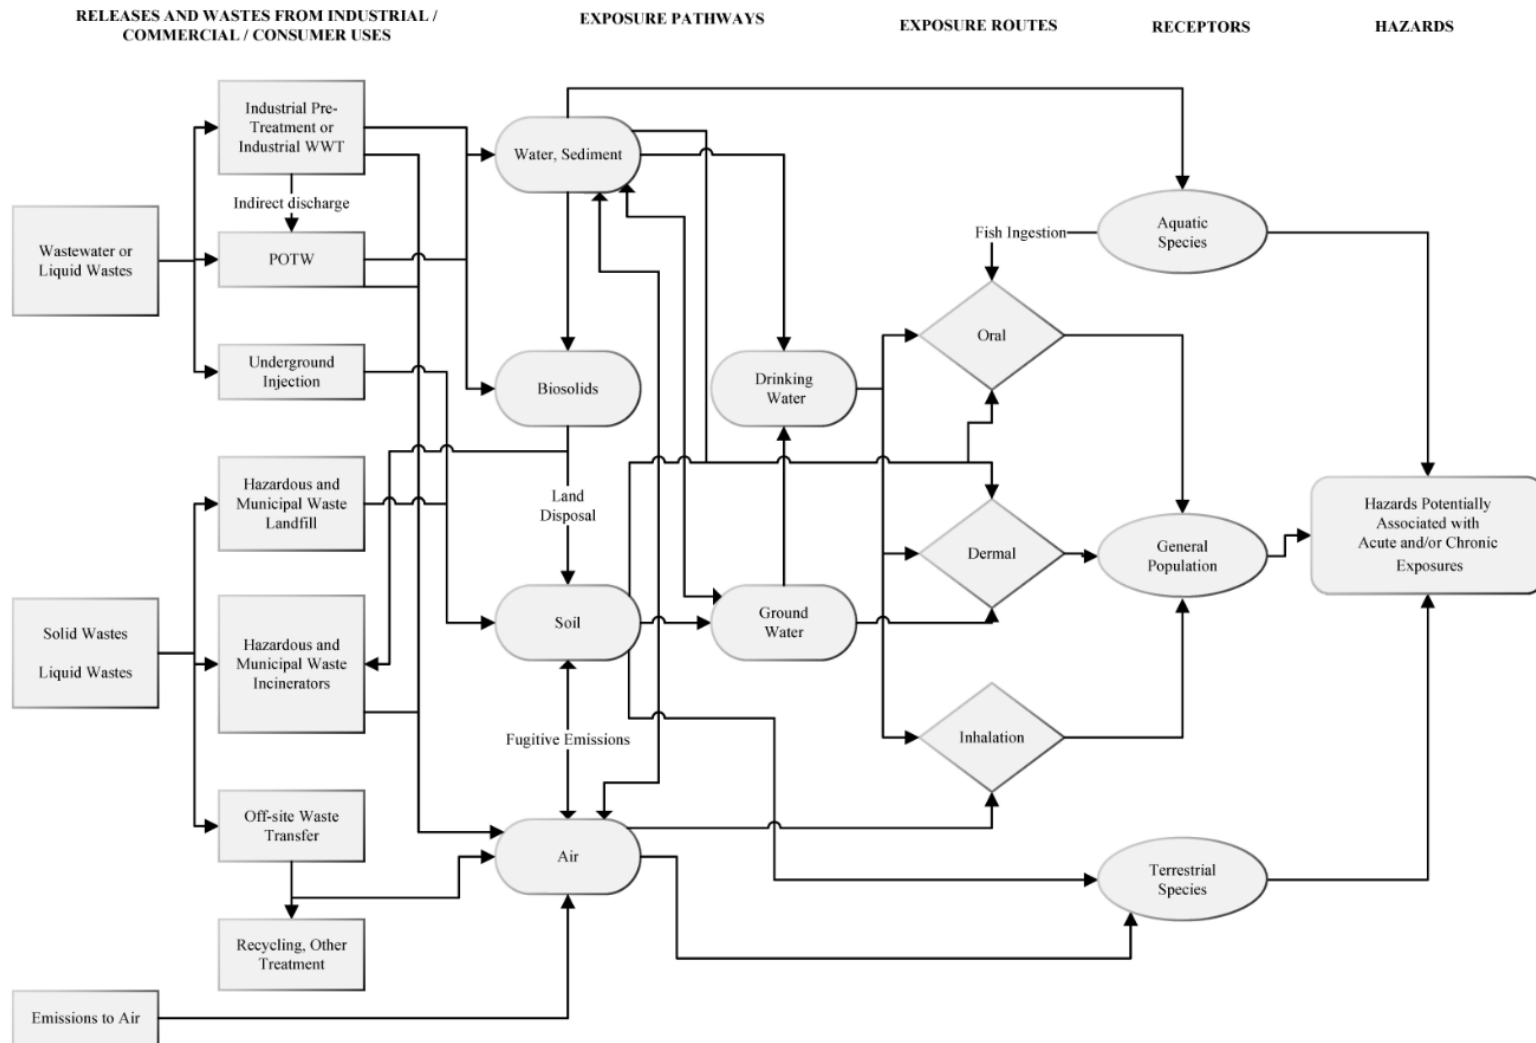 RELEASES AND WASTES FROM INDUSTRIAL /
COMMERCIAL / CONSUMER USES
EXPOSURE PATHWAYS
EXPOSURE ROUTES
RECEPTORS
HAZARDS
Wastewater or
Liquid Wastes
Solid Wastes
Liquid Wastes
Emissions to Air
Industrial Pre-
Treatment or
Industrial WWT
Indirect discharge
POTW
Underground
Injection
Hazardous and
Municipal Waste
Landfill
Hazardous and
Municipal Waste
Incinerators
Off-site Waste
Transfer
Recycling, Other
Treatment
Water, Sediment
Biosolids
Land
Disposal
Soil
Fugitive Emissions
Air
Drinking
Water
Ground
Water
Fish Ingestion
Oral
Dermal
Inhalation
Aquatic
Species
General
Population
Terrestrial
Species
Hazards Potentially
Associated with
Acute and/or Chronic
Exposures